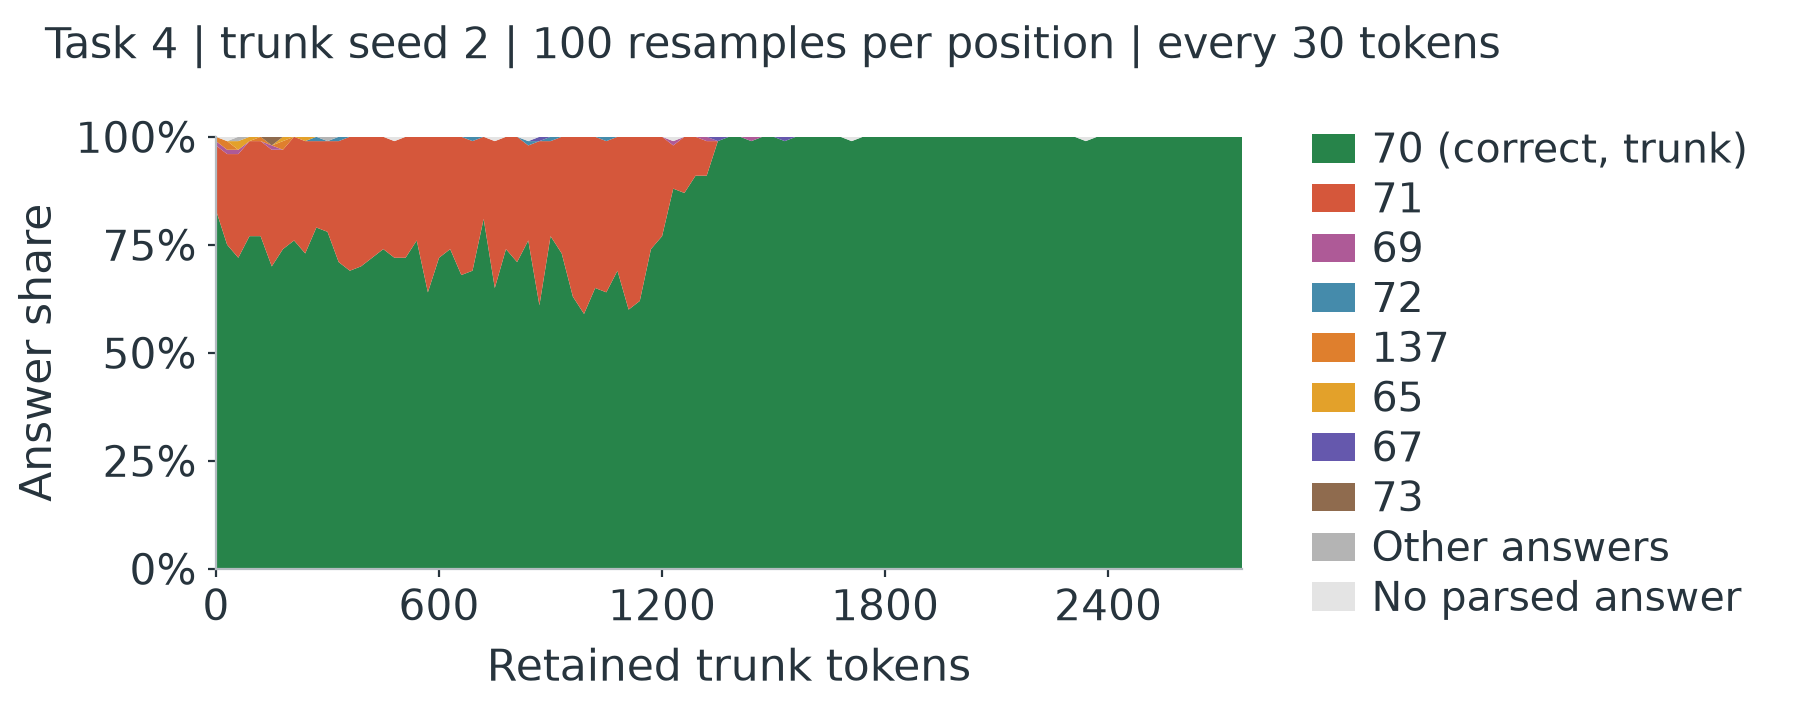 Task 4 | trunk seed 2 | 100 resamples per position | every 30 tokens
Answer share
100%
75%
50%
25%
0%
0 600 1200 1800 2400
Retained trunk tokens
70 (correct, trunk)
71
69
72
137
65
67
73
Other answers
No parsed answer